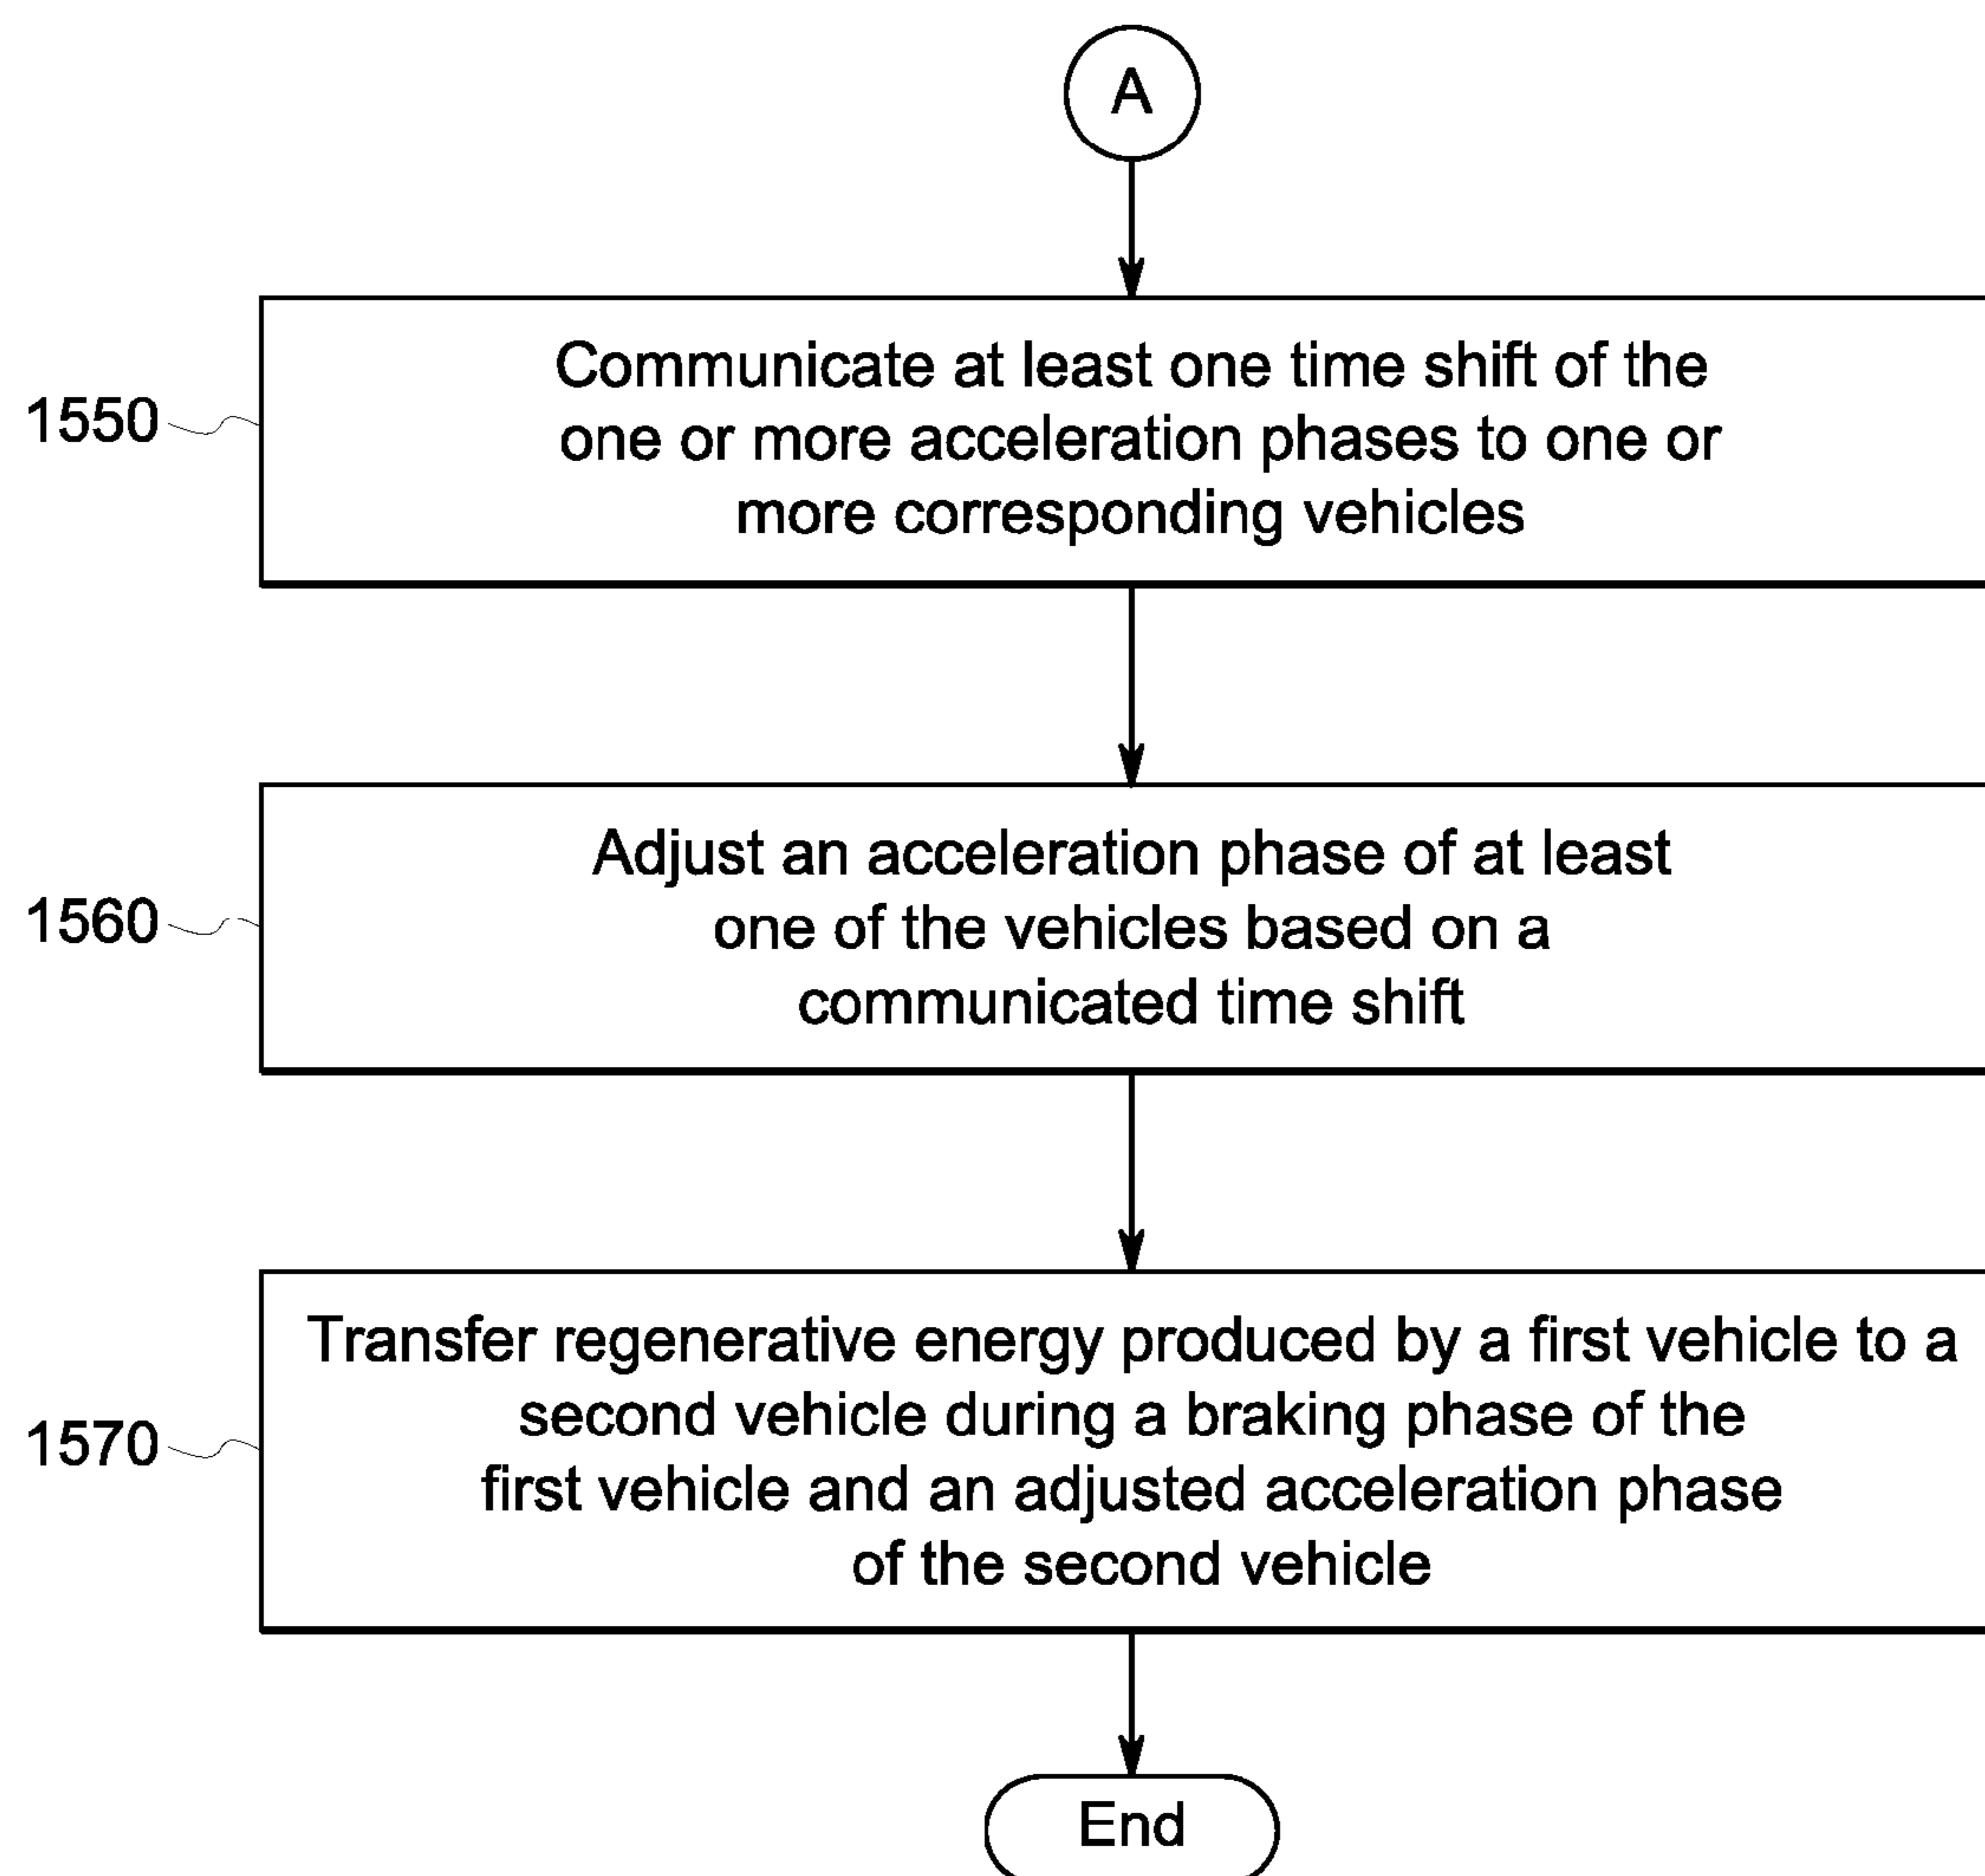 A
1550
Communicate at least one time shift of the
one or more acceleration phases to one or
more corresponding vehicles
1560
Adjust an acceleration phase of at least
one of the vehicles based on a
communicated time shift
1570
Transfer regenerative energy produced by a first vehicle to a
second vehicle during a braking phase of the
first vehicle and an adjusted acceleration phase
of the second vehicle
End